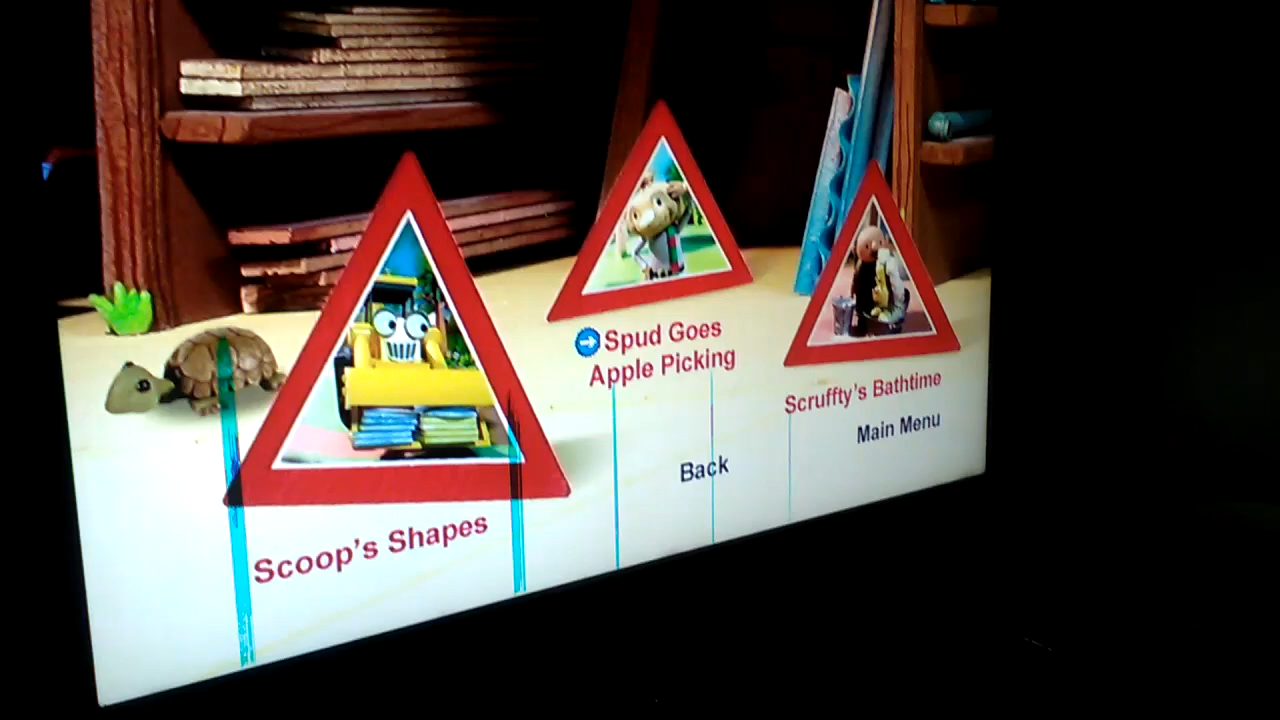 Scoop's Shapes
Spud Goes
Apple Picking
Scruffty's Bathtime
Back
Main Menu